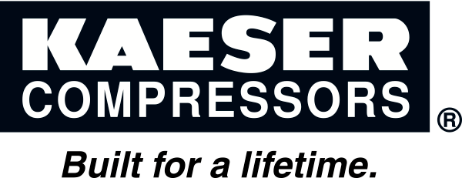 KAESER
COMPRESSORS®
Built for a lifetime.